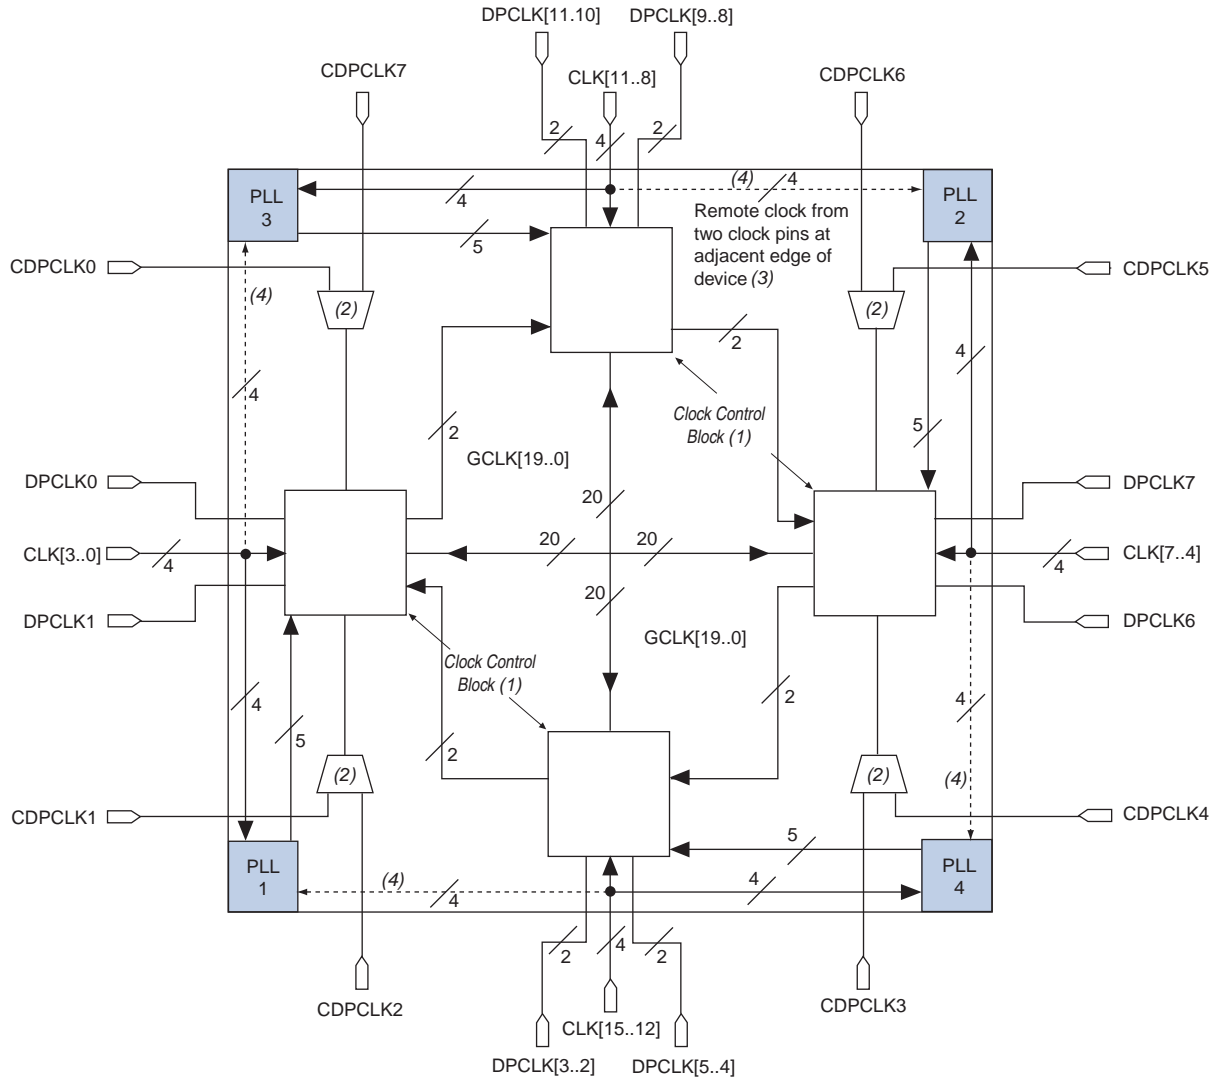 DPCLK[11.10]
DPCLK[9..8]
CDPCLK7
CLK[11..8]
CDPCLK6
2
4
2
PLL
3
4
(4)
4
PLL
2
Remote clock from
two clock pins at
adjacent edge of
device (3)
5
CDPCLK0
CDPCLK5
(4)
(2)
(2)
2
4
4
Clock Control
Block (1)
2
5
GCLK[19..0]
DPCLK0
DPCLK7
20
CLK[3..0]
4
20
20
4
CLK[7..4]
20
DPCLK1
DPCLK6
GCLK[19..0]
Clock Control
Block (1)
4
5
2
2
4
(2)
(2)
(4)
CDPCLK1
CDPCLK4
5
PLL
1
(4)
4
4
PLL
4
2
4
2
CDPCLK2
CDPCLK3
CLK[15..12]
DPCLK[3..2]
DPCLK[5..4]